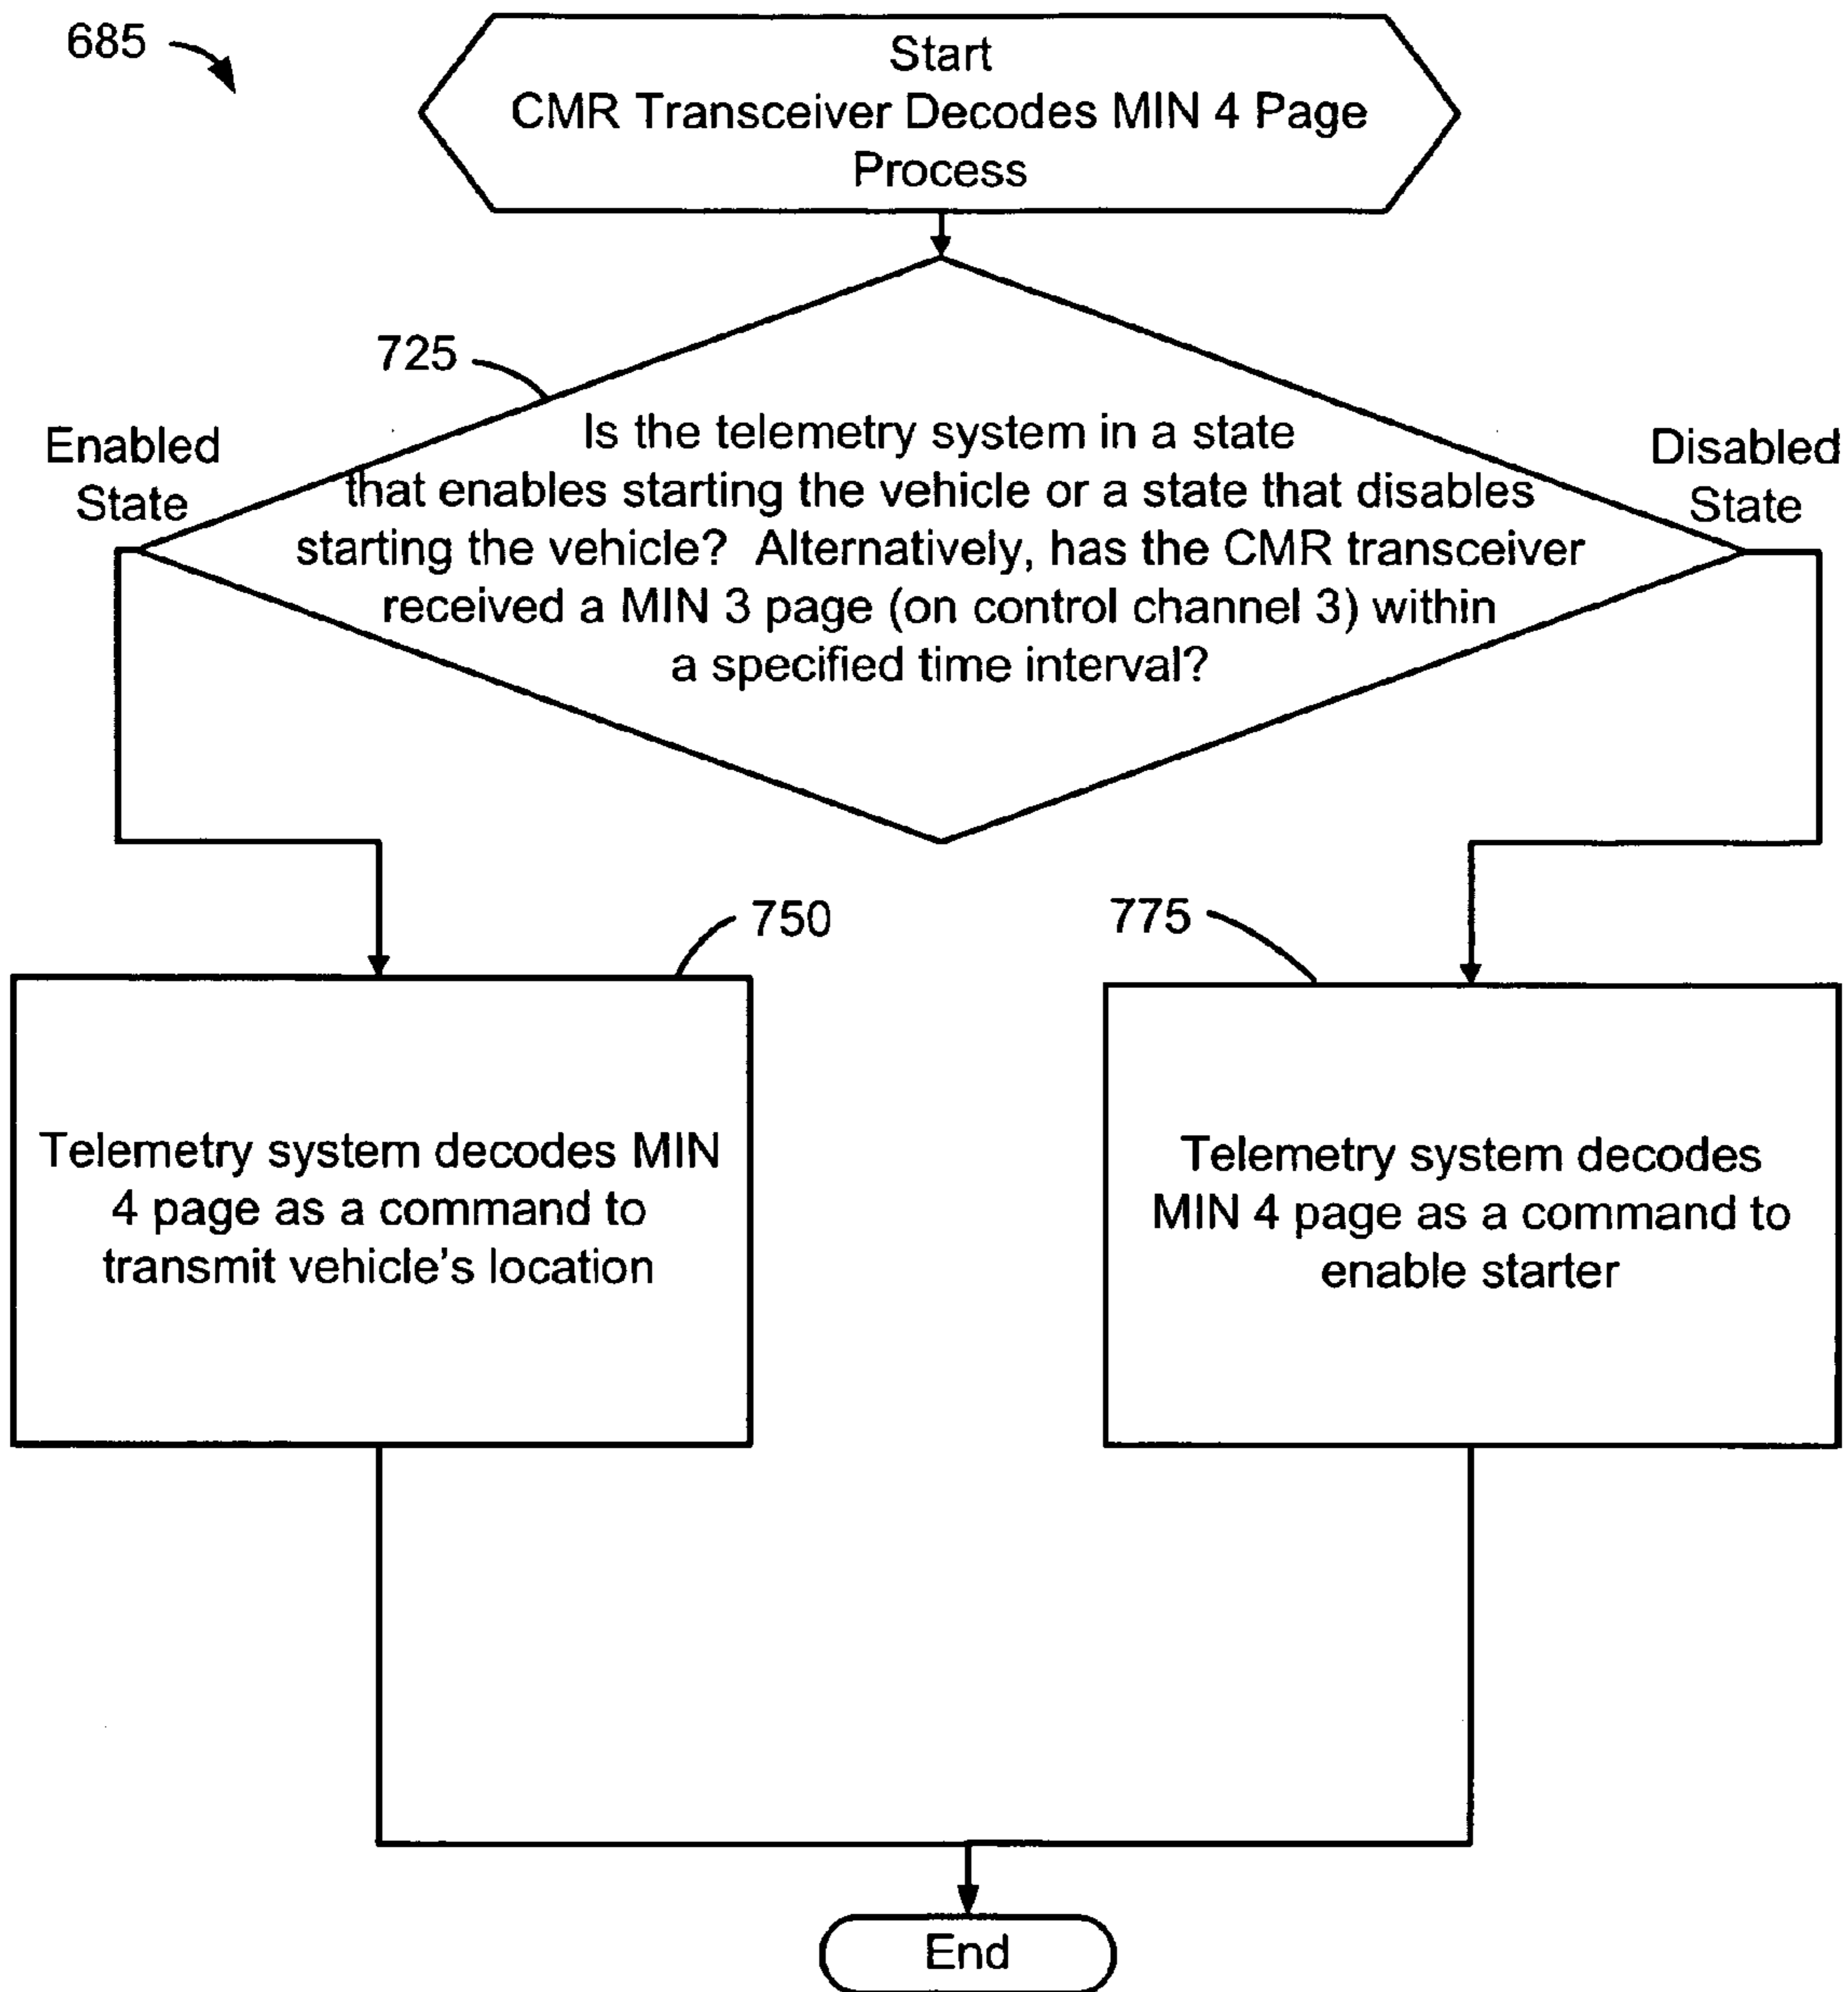 685
Start
CMR Transceiver Decodes MIN 4 Page
Process
725
Enabled
State
Disabled
State
Is the telemetry system in a state
that enables starting the vehicle or a state that disables
starting the vehicle? Alternatively, has the CMR transceiver
received a MIN 3 page (on control channel 3) within
a specified time interval?
750
775
Telemetry system decodes MIN
4 page as a command to
transmit vehicle's location
Telemetry system decodes
MIN 4 page as a command to
enable starter
End